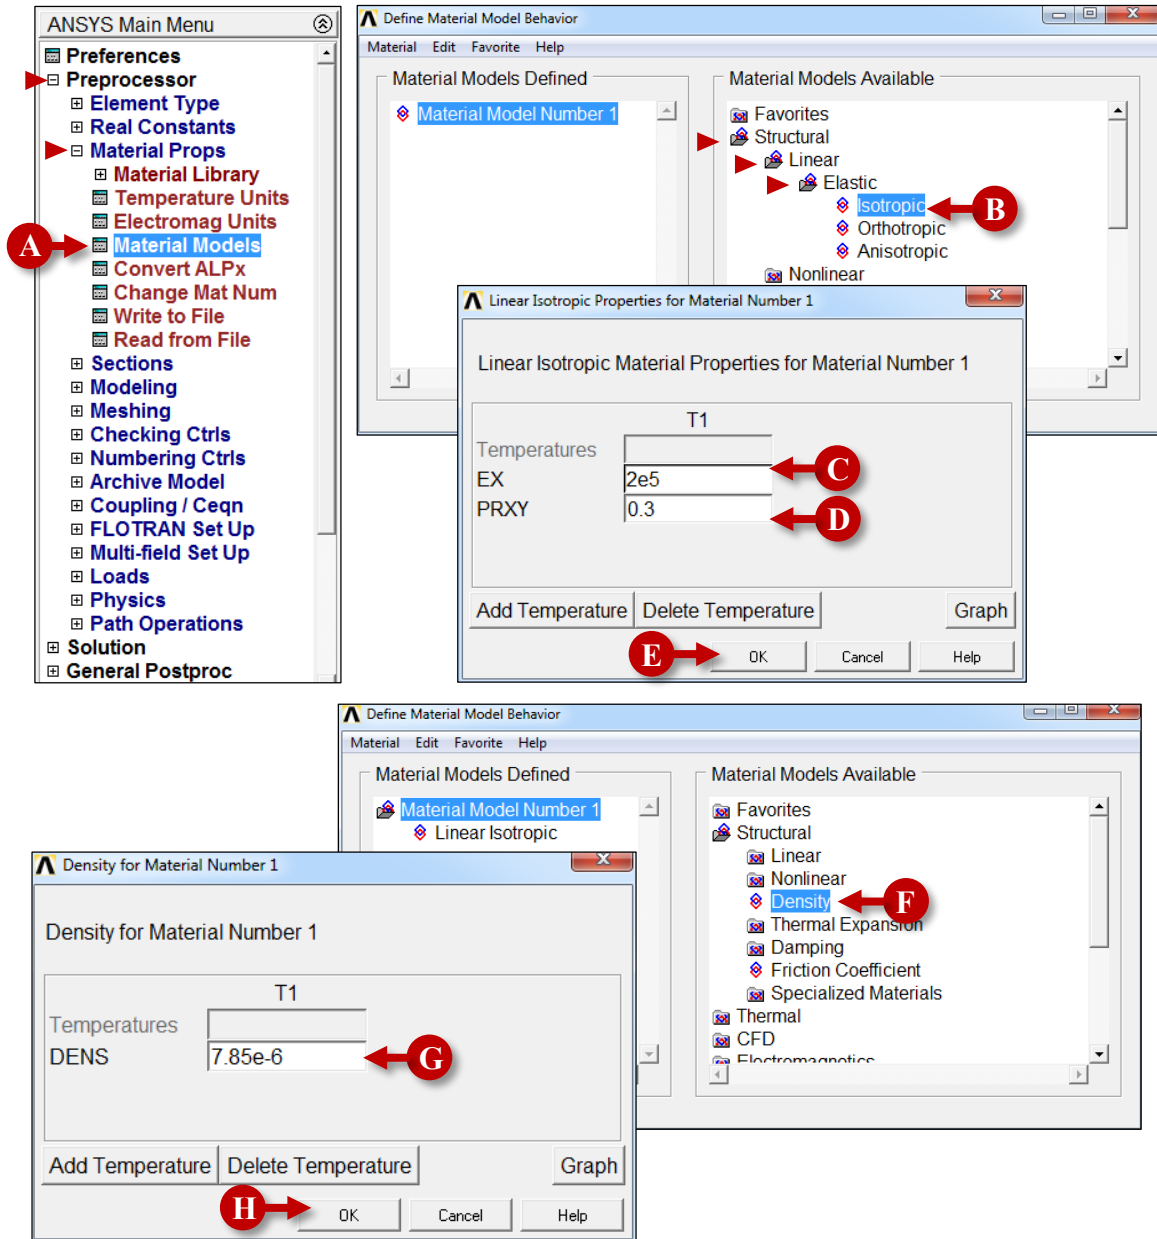 ANSYS Main Menu
Preferences
Preprocessor
Element Type
Real Constants
Material Props
Material Library
Temperature Units
Electromag Units
A
Material Models
Convert ALPx
Change Mat Num
Write to File
Read from File
Sections
Modeling
Meshing
Checking Ctrls
Numbering Ctrls
Archive Model
Coupling / Ceqn
FLOTRAN Set Up
Multi-field Set Up
Loads
Physics
Path Operations
Solution
General Postproc
Define Material Model Behavior
Material Edit Favorite Help
Material Models Defined
Material Model Number 1
Material Models Available
Favorites
Structural
Linear
Elastic
Isotropic B
Orthotropic
Anisotropic
Nonlinear
Linear Isotropic Properties for Material Number 1
Linear Isotropic Material Properties for Material Number 1
T1
Temperatures
EX 2e5 C
PRXY 0.3 D
Add Temperature Delete Temperature Graph
E OK Cancel Help
Define Material Model Behavior
Material Edit Favorite Help
Material Models Defined
Material Model Number 1
Linear Isotropic
Material Models Available
Favorites
Structural
Linear
Nonlinear
Density F
Thermal Expansion
Damping
Friction Coefficient
Specialized Materials
Thermal
CFD
Electromagnetics
Density for Material Number 1
Density for Material Number 1
T1
Temperatures
DENS 7.85e-6 G
Add Temperature Delete Temperature Graph
H OK Cancel Help